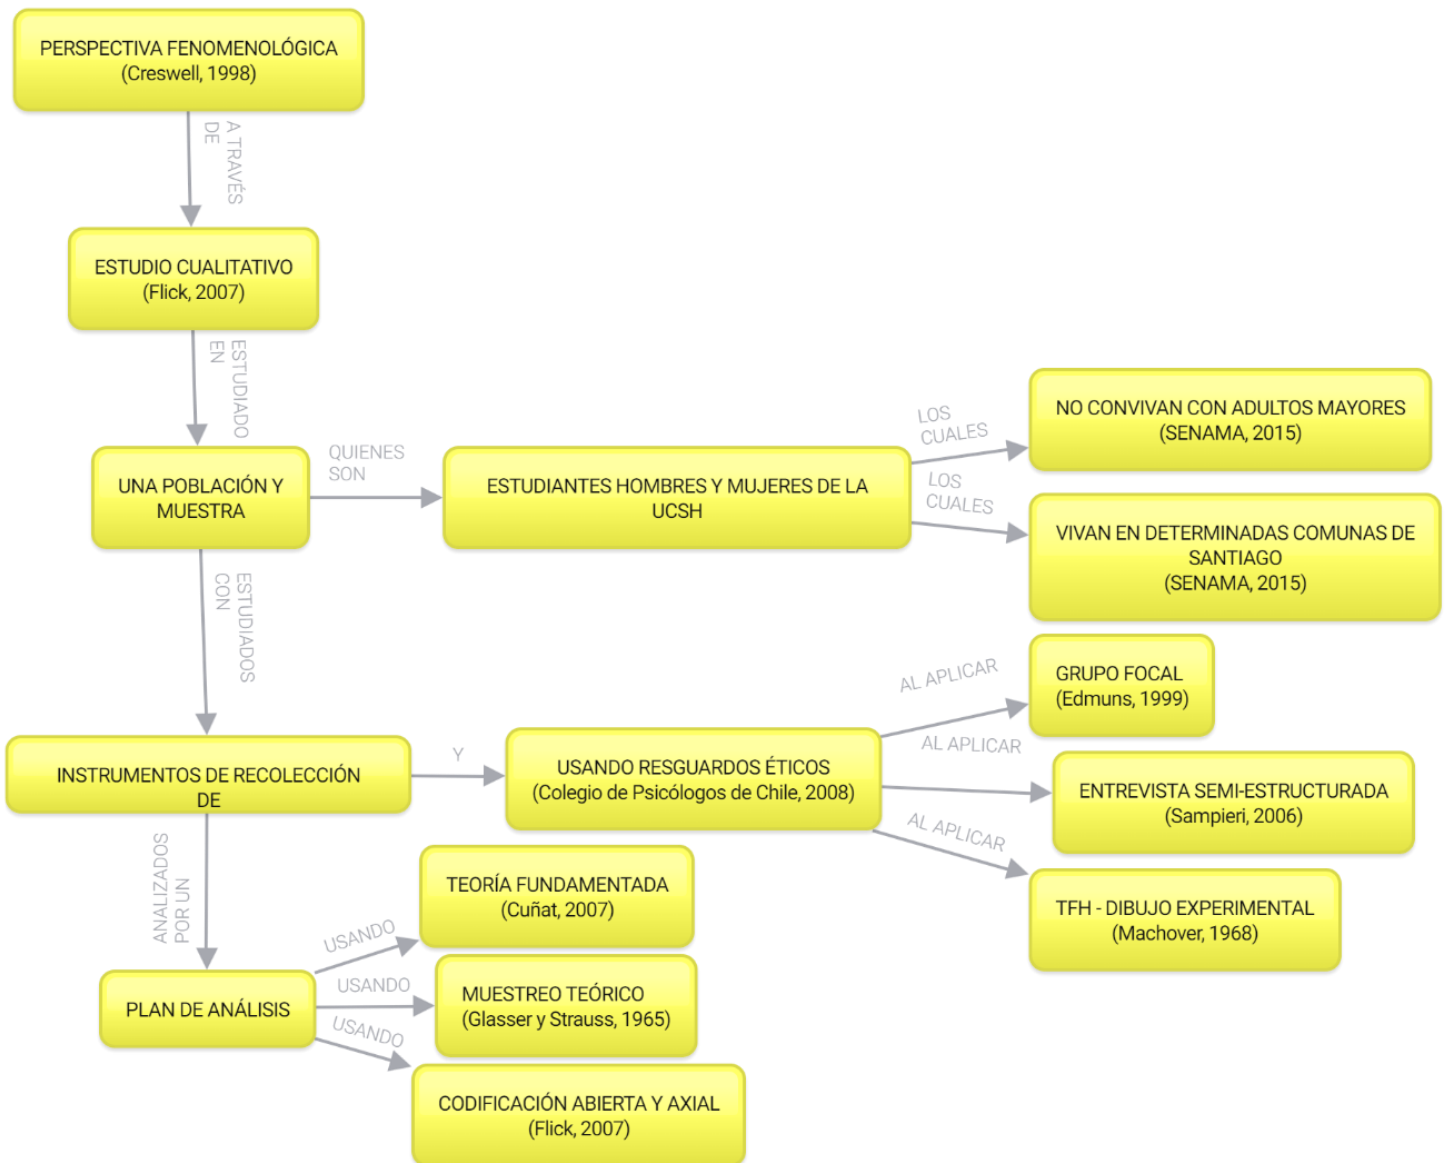 PERSPECTIVA FENOMENOLÓGICA
(Creswell, 1998)
A TRAVÉS
DE
ESTUDIO CUALITATIVO
(Flick, 2007)
ESTUDIADO
EN
UNA POBLACIÓN Y
MUESTRA
QUIENES
SON
ESTUDIANTES HOMBRES Y MUJERES DE LA
UCSH
LOS
CUALES
NO CONVIVAN CON ADULTOS MAYORES
(SENAMA, 2015)
LOS
CUALES
VIVAN EN DETERMINADAS COMUNAS DE
SANTIAGO
(SENAMA, 2015)
ESTUDIADOS
CON
INSTRUMENTOS DE RECOLECCIÓN
DE
Y
USANDO RESGUARDOS ÉTICOS
(Colegio de Psicólogos de Chile, 2008)
AL APLICAR
GRUPO FOCAL
(Edmuns, 1999)
AL APLICAR
ENTREVISTA SEMI-ESTRUCTURADA
(Sampieri, 2006)
AL APLICAR
TFH - DIBUJO EXPERIMENTAL
(Machover, 1968)
ANALIZADOS
POR UN
PLAN DE ANÁLISIS
USANDO
TEORÍA FUNDAMENTADA
(Cuñat, 2007)
USANDO
MUESTREO TEÓRICO
(Glasser y Strauss, 1965)
USANDO
CODIFICACIÓN ABIERTA Y AXIAL
(Flick, 2007)